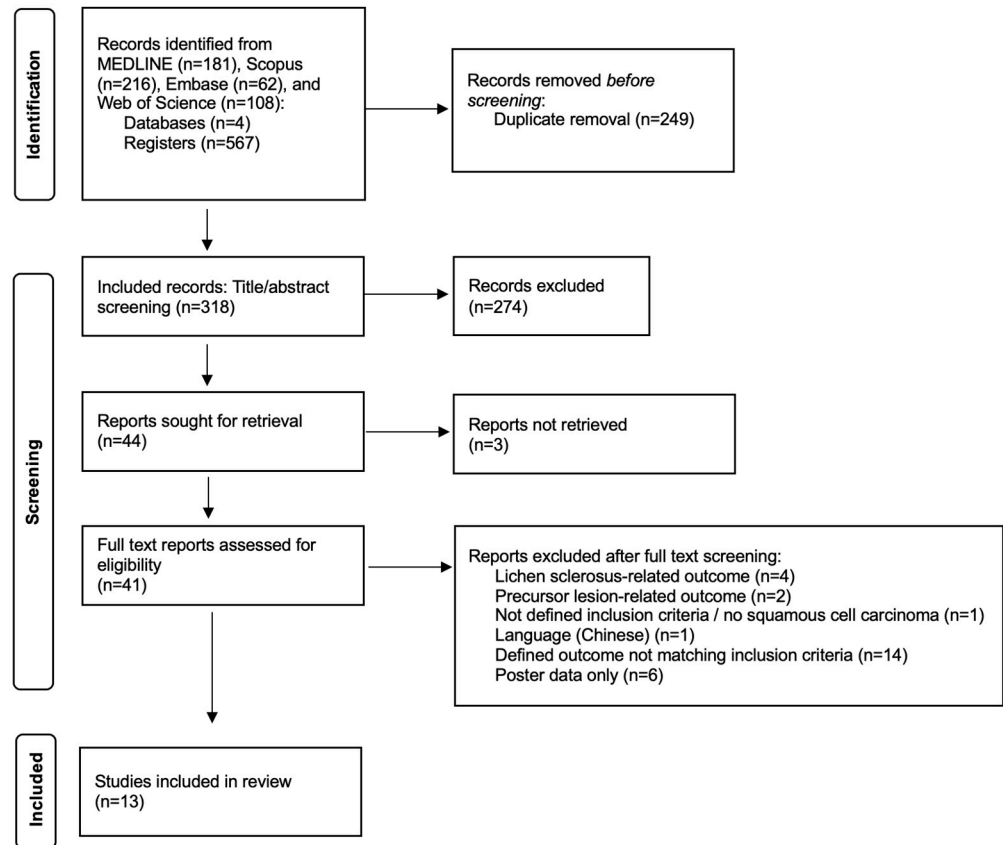 Identification
Records identified from
MEDLINE (n=181), Scopus
(n=216), Embase (n=62), and
Web of Science (n=108):
Databases (n=4)
Registers (n=567)
Records removed before
screening:
Duplicate removal (n=249)
Screening
Included records: Title/abstract
screening (n=318)
Records excluded
(n=274)
Reports sought for retrieval
(n=44)
Reports not retrieved
(n=3)
Full text reports assessed for
eligibility
(n=41)
Reports excluded after full text screening:
Lichen sclerosus-related outcome (n=4)
Precursor lesion-related outcome (n=2)
Not defined inclusion criteria / no squamous cell carcinoma (n=1)
Language (Chinese) (n=1)
Defined outcome not matching inclusion criteria (n=14)
Poster data only (n=6)
Included
Studies included in review
(n=13)